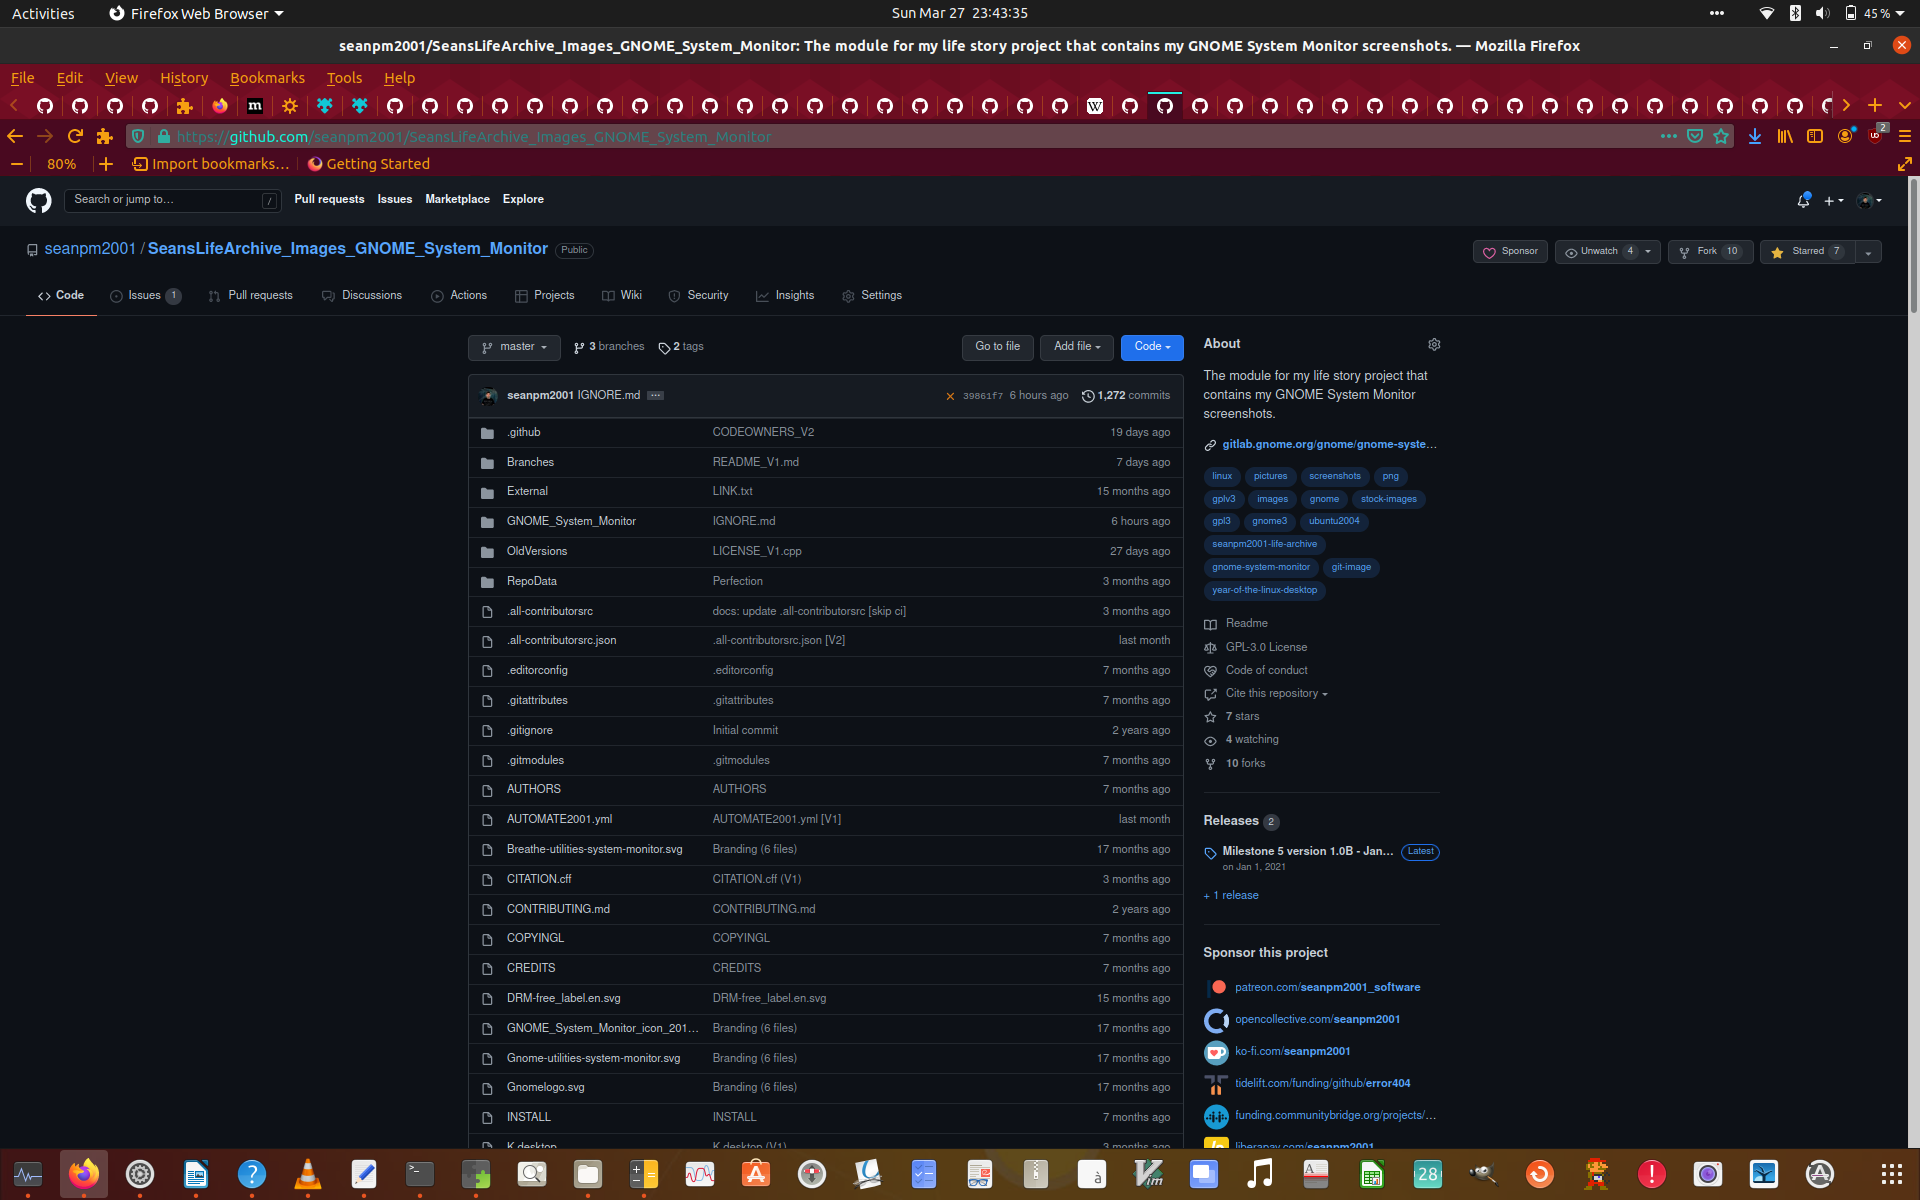 Activities
Firefox Web Browser
Sun Mar 27 23:43:35
45 %
seanpm2001/SeansLifeArchive_Images_GNOME_System_Monitor: The module for my life story project that contains my GNOME System Monitor screenshots. — Mozilla Firefox
File Edit View History Bookmarks Tools Help
https://github.com/seanpm2001/SeansLifeArchive_Images_GNOME_System_Monitor
2
80%
Import bookmarks…
Getting Started
Search or jump to…
/
Pull requests Issues Marketplace Explore
seanpm2001 / SeansLifeArchive_Images_GNOME_System_Monitor
Public
Sponsor
Unwatch 4
Fork 10
Starred 7
Code
Issues 1
Pull requests
Discussions
Actions
Projects
Wiki
Security
Insights
Settings
master
3 branches
2 tags
Go to file
Add file
Code
seanpm2001 IGNORE.md
39861f7 6 hours ago
1,272 commits
.github CODEOWNERS_V2 19 days ago
Branches README_V1.md 7 days ago
External LINK.txt 15 months ago
GNOME_System_Monitor IGNORE.md 6 hours ago
OldVersions LICENSE_V1.cpp 27 days ago
RepoData Perfection 3 months ago
.all-contributorsrc docs: update .all-contributorsrc [skip ci] 3 months ago
.all-contributorsrc.json .all-contributorsrc.json [V2] last month
.editorconfig .editorconfig 7 months ago
.gitattributes .gitattributes 7 months ago
.gitignore Initial commit 2 years ago
.gitmodules .gitmodules 7 months ago
AUTHORS AUTHORS 7 months ago
AUTOMATE2001.yml AUTOMATE2001.yml [V1] last month
Breathe-utilities-system-monitor.svg Branding (6 files) 17 months ago
CITATION.cff CITATION.cff (V1) 3 months ago
CONTRIBUTING.md CONTRIBUTING.md 2 years ago
COPYINGL COPYINGL 7 months ago
CREDITS CREDITS 7 months ago
DRM-free_label.en.svg DRM-free_label.en.svg 15 months ago
GNOME_System_Monitor_icon_201… Branding (6 files) 17 months ago
Gnome-utilities-system-monitor.svg Branding (6 files) 17 months ago
Gnomelogo.svg Branding (6 files) 17 months ago
INSTALL INSTALL 7 months ago
K desktop K desktop (V1) 3 months ago
About
The module for my life story project that
contains my GNOME System Monitor
screenshots.
gitlab.gnome.org/gnome/gnome-syste…
linux pictures screenshots png
gplv3 images gnome stock-images
gpl3 gnome3 ubuntu2004
seanpm2001-life-archive
gnome-system-monitor git-image
year-of-the-linux-desktop
Readme
GPL-3.0 License
Code of conduct
Cite this repository
7 stars
4 watching
10 forks
Releases 2
Milestone 5 version 1.0B - Jan… Latest
on Jan 1, 2021
+ 1 release
Sponsor this project
patreon.com/seanpm2001_software
opencollective.com/seanpm2001
ko-fi.com/seanpm2001
tidelift.com/funding/github/error404
funding.communitybridge.org/projects/…
liberapay.com/seanpm2001
28